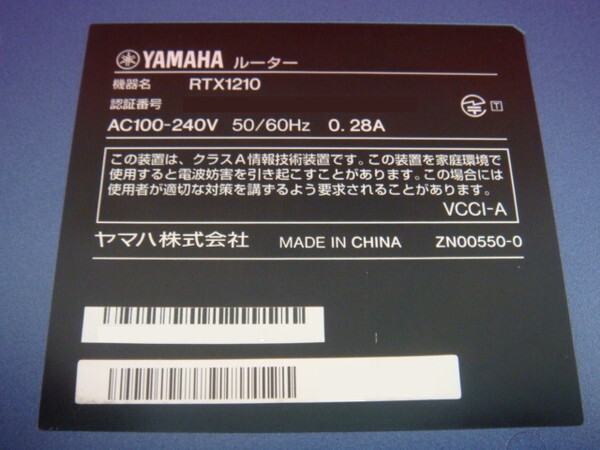 YAMAHA ルーター
機器名 RTX1210
認証番号
T
AC100-240V 50/60Hz 0.28A
この装置は、クラスA情報技術装置です。この装置を家庭環境で
使用すると電波妨害を引き起こすことがあります。この場合には
使用者が適切な対策を講ずるよう要求されることがあります。
VCCI-A
ヤマハ株式会社 MADE IN CHINA ZN00550-0